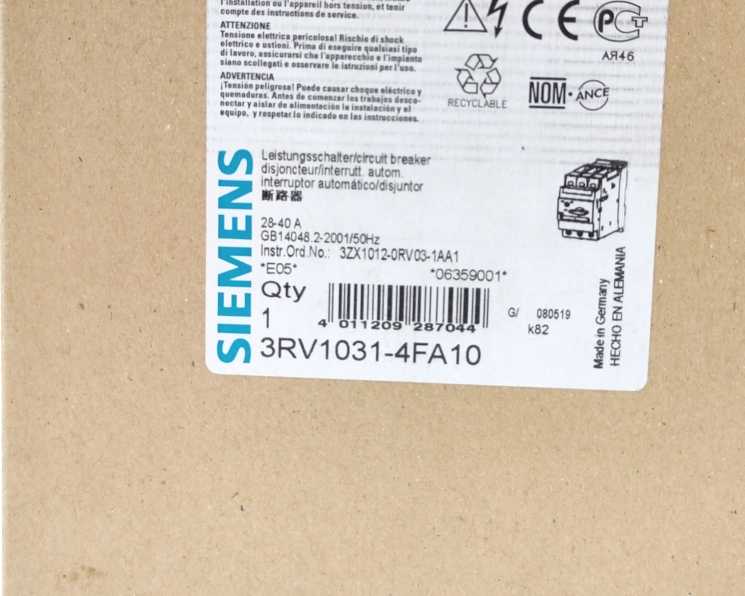 l'installation ou l'appareil hors tension, et tenir
compte des instructions de service.
ATTENZIONE
Tensione elettrica pericolosa! Rischio di shock
elettrico e ustioni. Prima di eseguire qualsiasi tipo
di lavoro, assicurarsi che l'apparecchio e l'impianto
siano scollegati e osservare le istruzioni per l'uso.
ADVERTENCIA
¡Tensión peligrosa! Puede causar choque eléctrico y
quemaduras. Antes de comenzar los trabajos desco-
nectar y aislar de alimentación la instalación y el
equipo, y respetar lo indicado en las instrucciones.
CE
PCT
АЯ46
RECYCLABLE
NOM·ANCE
SIEMENS
Leistungsschalter/circuit breaker
disjoncteur/interrutt. autom.
interruptor automático/disjuntor
断路器
28-40 A
GB14048.2-2001/50Hz
Instr.Ord.No.: 3ZX1012-0RV03-1AA1
*E05* *06359001*
Qty
1
4 011209 287044
G/ 080519
k82
3RV1031-4FA10
Made in Germany
HECHO EN ALEMANIA